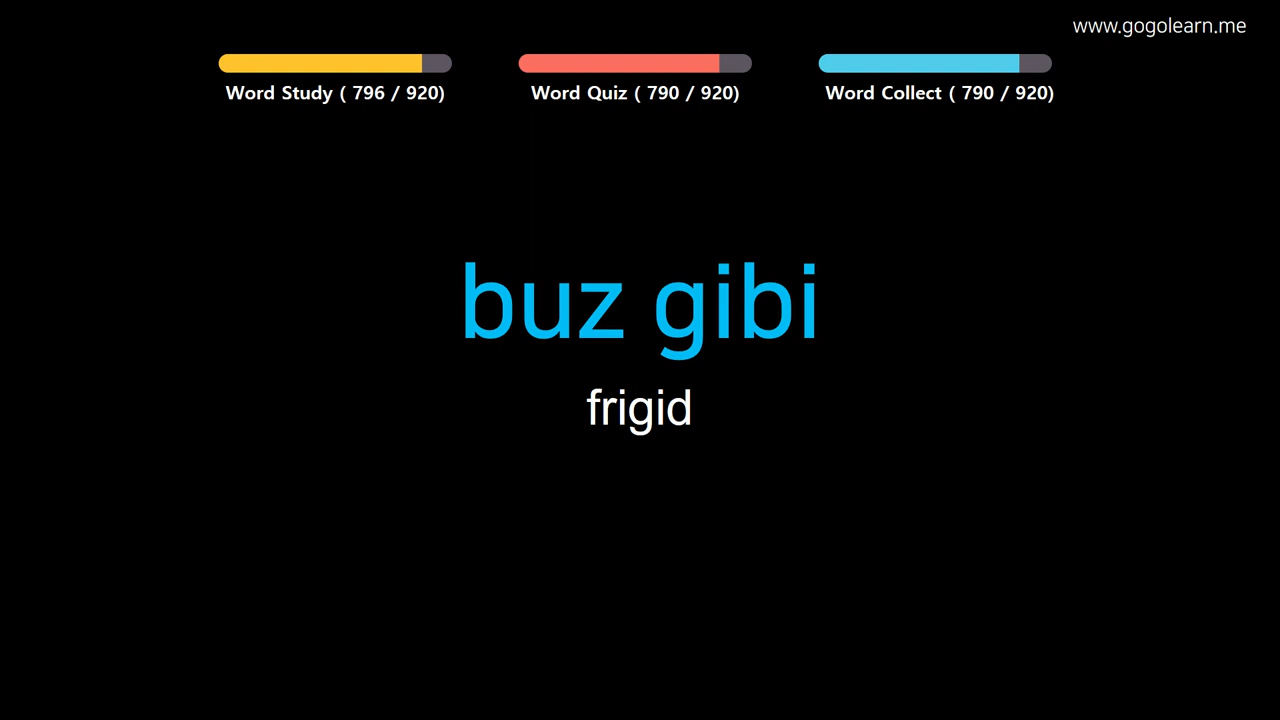 www.gogolearn.me
Word Study ( 796 / 920)
Word Quiz ( 790 / 920)
Word Collect ( 790 / 920)
buz gibi
frigid